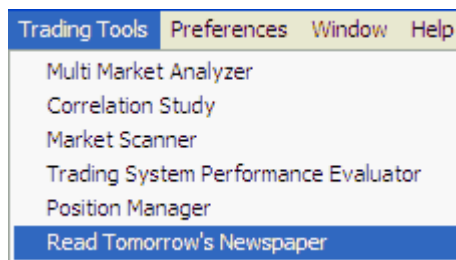 Trading Tools Preferences Window Help
Multi Market Analyzer
Correlation Study
Market Scanner
Trading System Performance Evaluator
Position Manager
Read Tomorrow's Newspaper